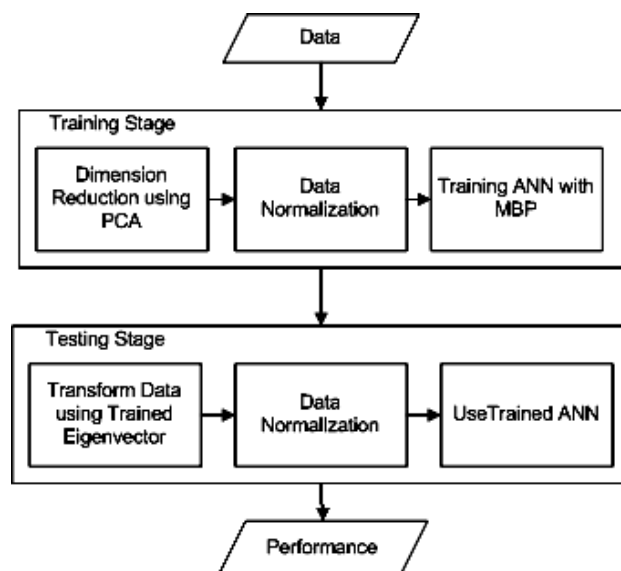 Data
Training Stage
Dimension
Reduction using
PCA
Data
Normalization
Training ANN with
MBP
Testing Stage
Transform Data
using Trained
Eigenvector
Data
Normalization
UseTrained ANN
Performance